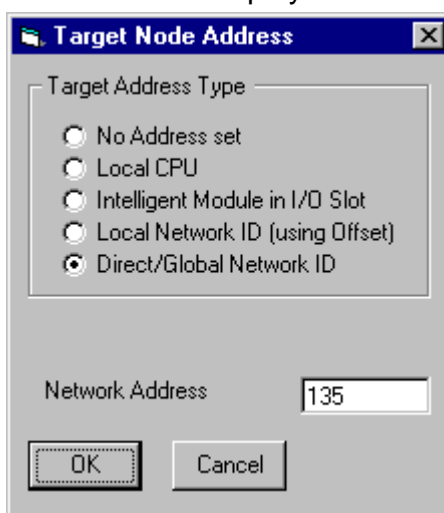 Target Node Address
Target Address Type
No Address set
Local CPU
Intelligent Module in I/O Slot
Local Network ID (using Offset)
Direct/Global Network ID
Network Address 135
OK Cancel